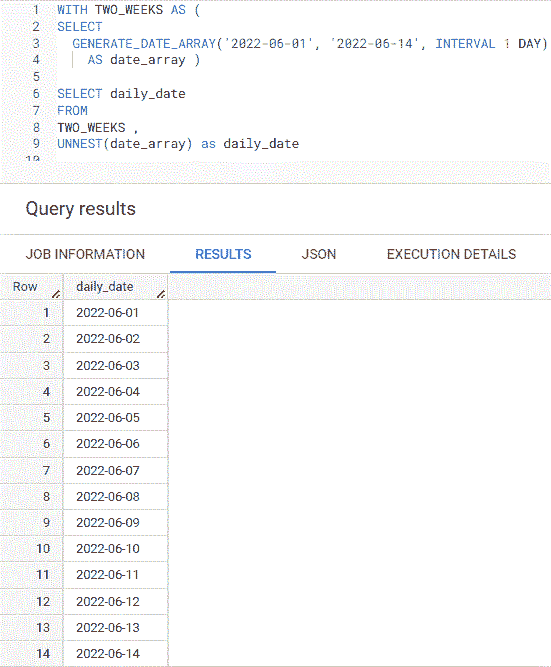 1 WITH TWO_WEEKS AS (
2 SELECT
3 GENERATE_DATE_ARRAY('2022-06-01', '2022-06-14', INTERVAL 1 DAY)
4 AS date_array )
5
6 SELECT daily_date
7 FROM
8 TWO_WEEKS ,
9 UNNEST(date_array) as daily_date
10
Query results
JOB INFORMATION RESULTS JSON EXECUTION DETAILS
Row daily_date
1 2022-06-01
2 2022-06-02
3 2022-06-03
4 2022-06-04
5 2022-06-05
6 2022-06-06
7 2022-06-07
8 2022-06-08
9 2022-06-09
10 2022-06-10
11 2022-06-11
12 2022-06-12
13 2022-06-13
14 2022-06-14